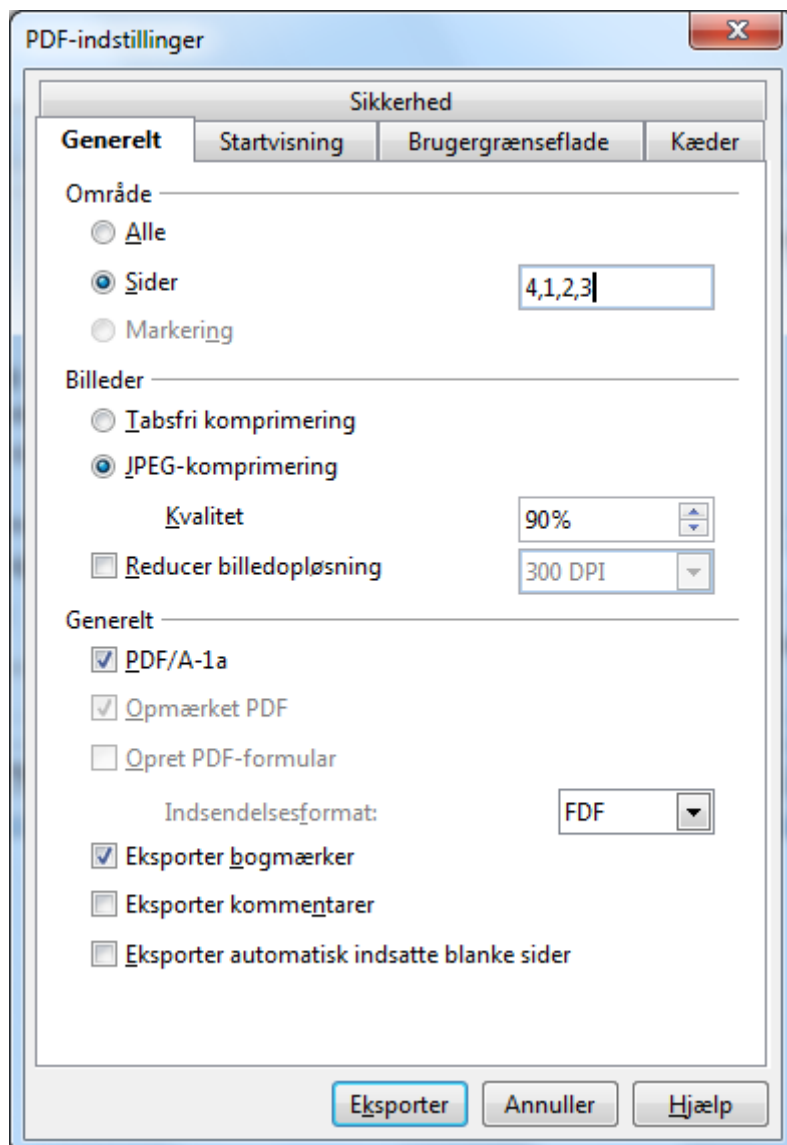 PDF-indstillinger
Sikkerhed
Generelt Startvisning Brugergrænseflade Kæder
Område
Alle
Sider 4,1,2,3
Markering
Billeder
Tabsfri komprimering
JPEG-komprimering
Kvalitet 90%
Reducer billedopløsning 300 DPI
Generelt
PDF/A-1a
Opmærket PDF
Opret PDF-formular
Indsendelsesformat: FDF
Eksporter bogmærker
Eksporter kommentarer
Eksporter automatisk indsatte blanke sider
Eksporter Annuller Hjælp